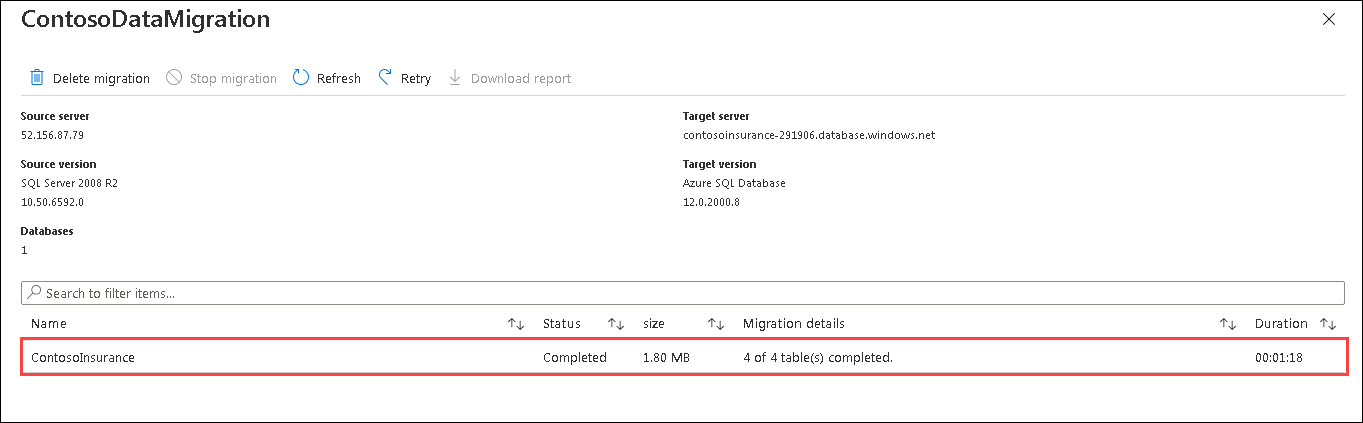 ContosoDataMigration
Delete migration Stop migration Refresh Retry Download report
Source server Target server
52.156.87.79 contosoinsurance-291906.database.windows.net
Source version Target version
SQL Server 2008 R2 Azure SQL Database
10.50.6592.0 12.0.2000.8
Databases
1
Search to filter items...
Name Status size Migration details Duration
ContosoInsurance Completed 1.80 MB 4 of 4 table(s) completed. 00:01:18